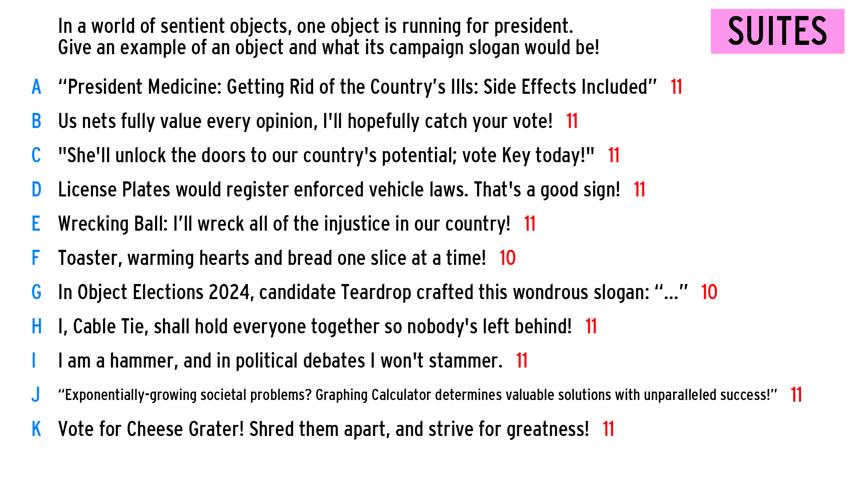 In a world of sentient objects, one object is running for president.
Give an example of an object and what its campaign slogan would be!
SUITES
A “President Medicine: Getting Rid of the Country’s Ills: Side Effects Included” 11
B Us nets fully value every opinion, I'll hopefully catch your vote! 11
C "She'll unlock the doors to our country's potential; vote Key today!" 11
D License Plates would register enforced vehicle laws. That's a good sign! 11
E Wrecking Ball: I’ll wreck all of the injustice in our country! 11
F Toaster, warming hearts and bread one slice at a time! 10
G In Object Elections 2024, candidate Teardrop crafted this wondrous slogan: “...” 10
H I, Cable Tie, shall hold everyone together so nobody's left behind! 11
I I am a hammer, and in political debates I won't stammer. 11
J “Exponentially-growing societal problems? Graphing Calculator determines valuable solutions with unparalleled success!” 11
K Vote for Cheese Grater! Shred them apart, and strive for greatness! 11